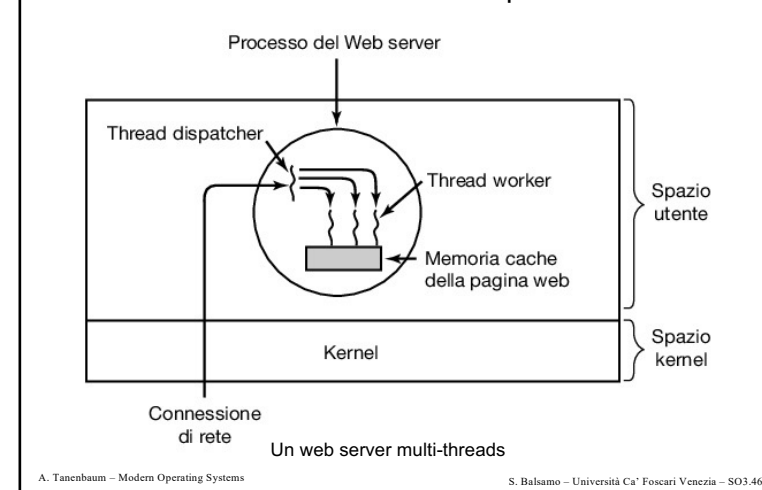 Processo del Web server
Thread dispatcher
Thread worker
Spazio
utente
Memoria cache
della pagina web
Kernel
Spazio
kernel
Connessione
di rete
Un web server multi-threads
A. Tanenbaum – Modern Operating Systems
S. Balsamo – Università Ca’ Foscari Venezia – SO3.46